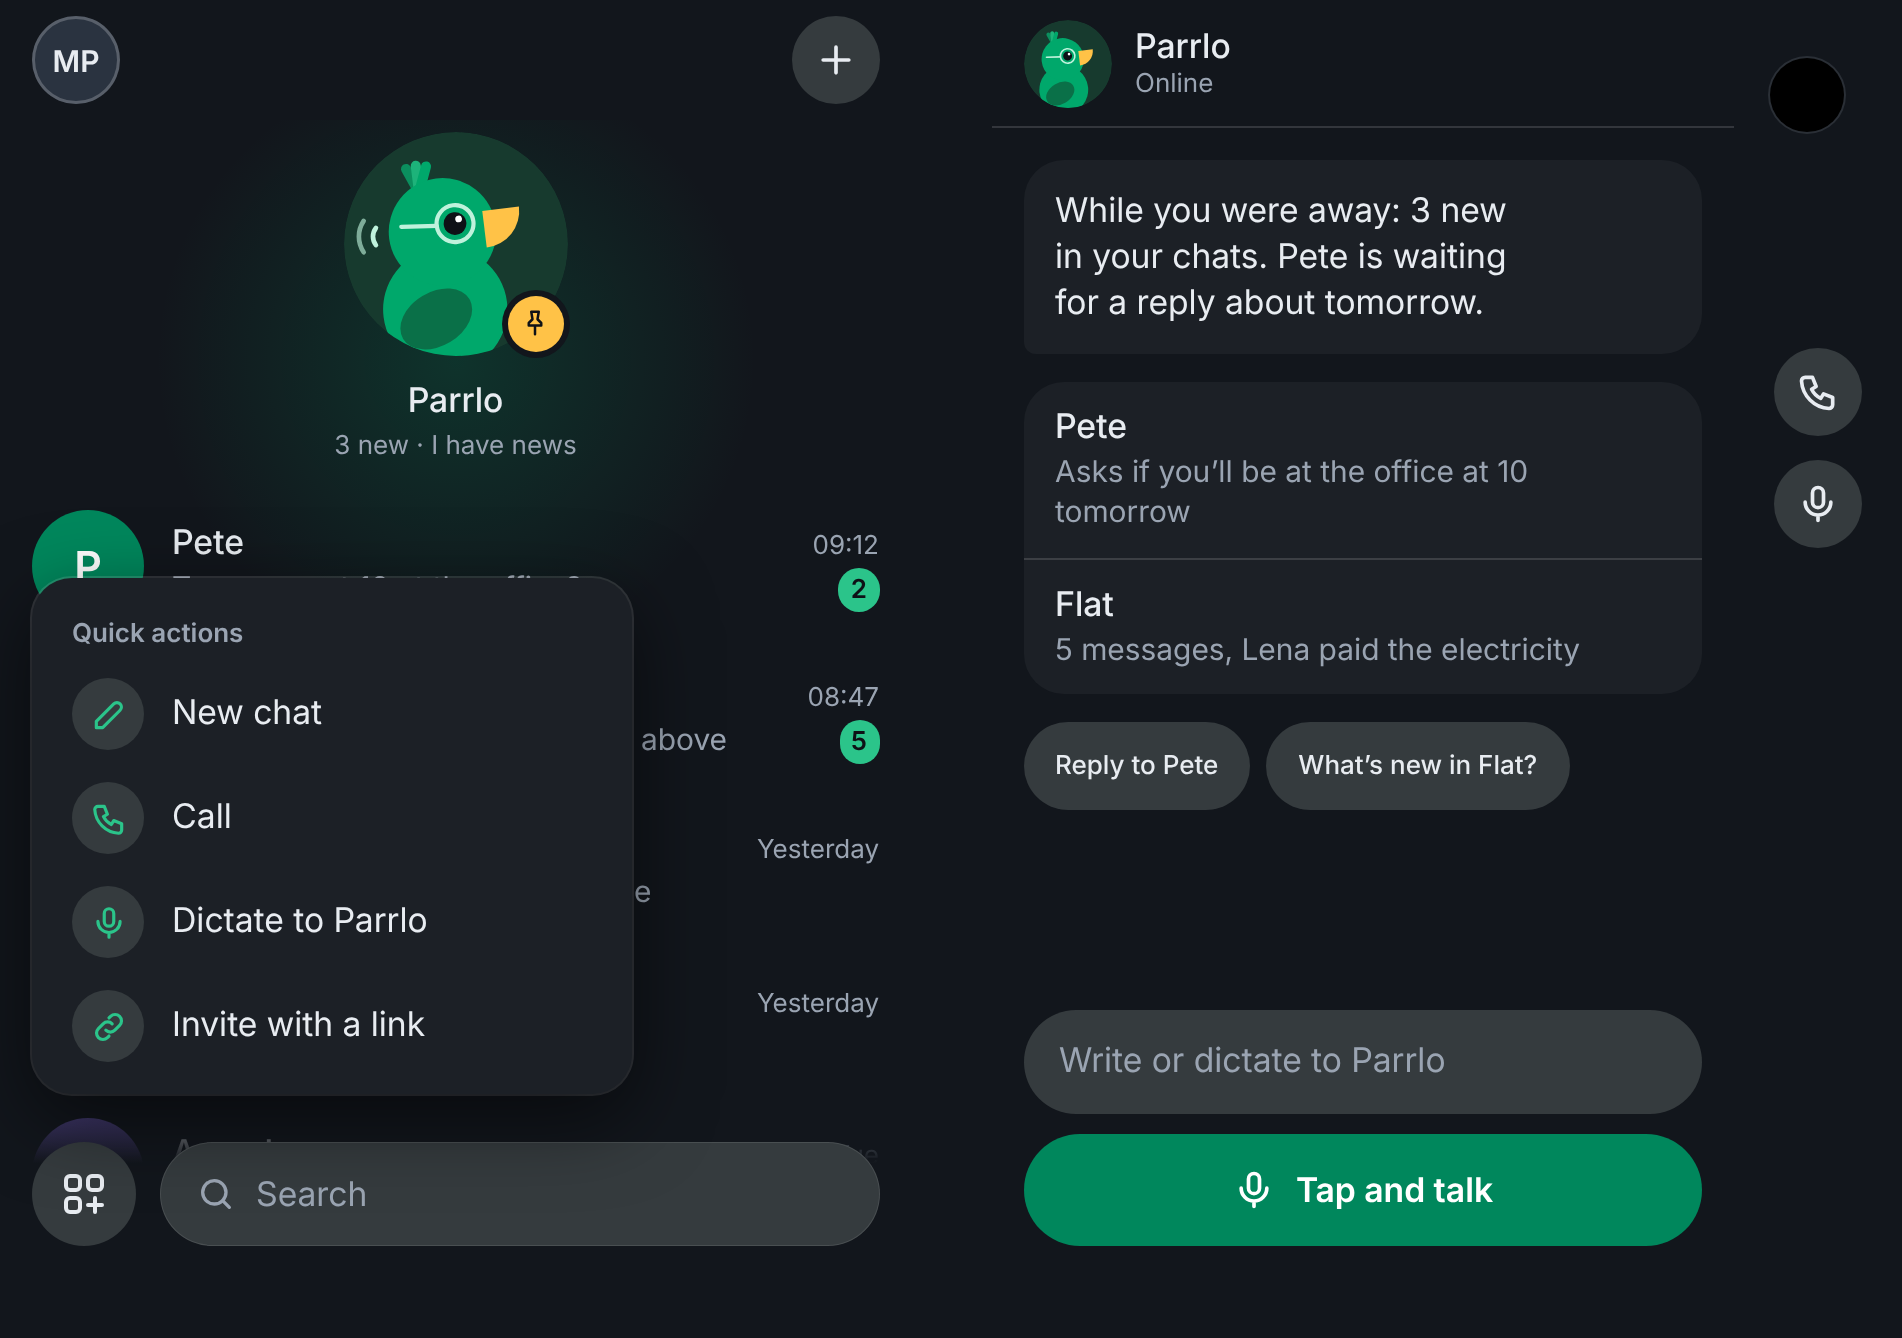 MP
Parrlo
3 new · I have news
Pete
09:12
2
08:47
above
5
Yesterday
e
Yesterday
Quick actions
New chat
Call
Dictate to Parrlo
Invite with a link
Search
Parrlo
Online
While you were away: 3 new
in your chats. Pete is waiting
for a reply about tomorrow.
Pete
Asks if you’ll be at the office at 10
tomorrow
Flat
5 messages, Lena paid the electricity
Reply to Pete
What’s new in Flat?
Write or dictate to Parrlo
Tap and talk